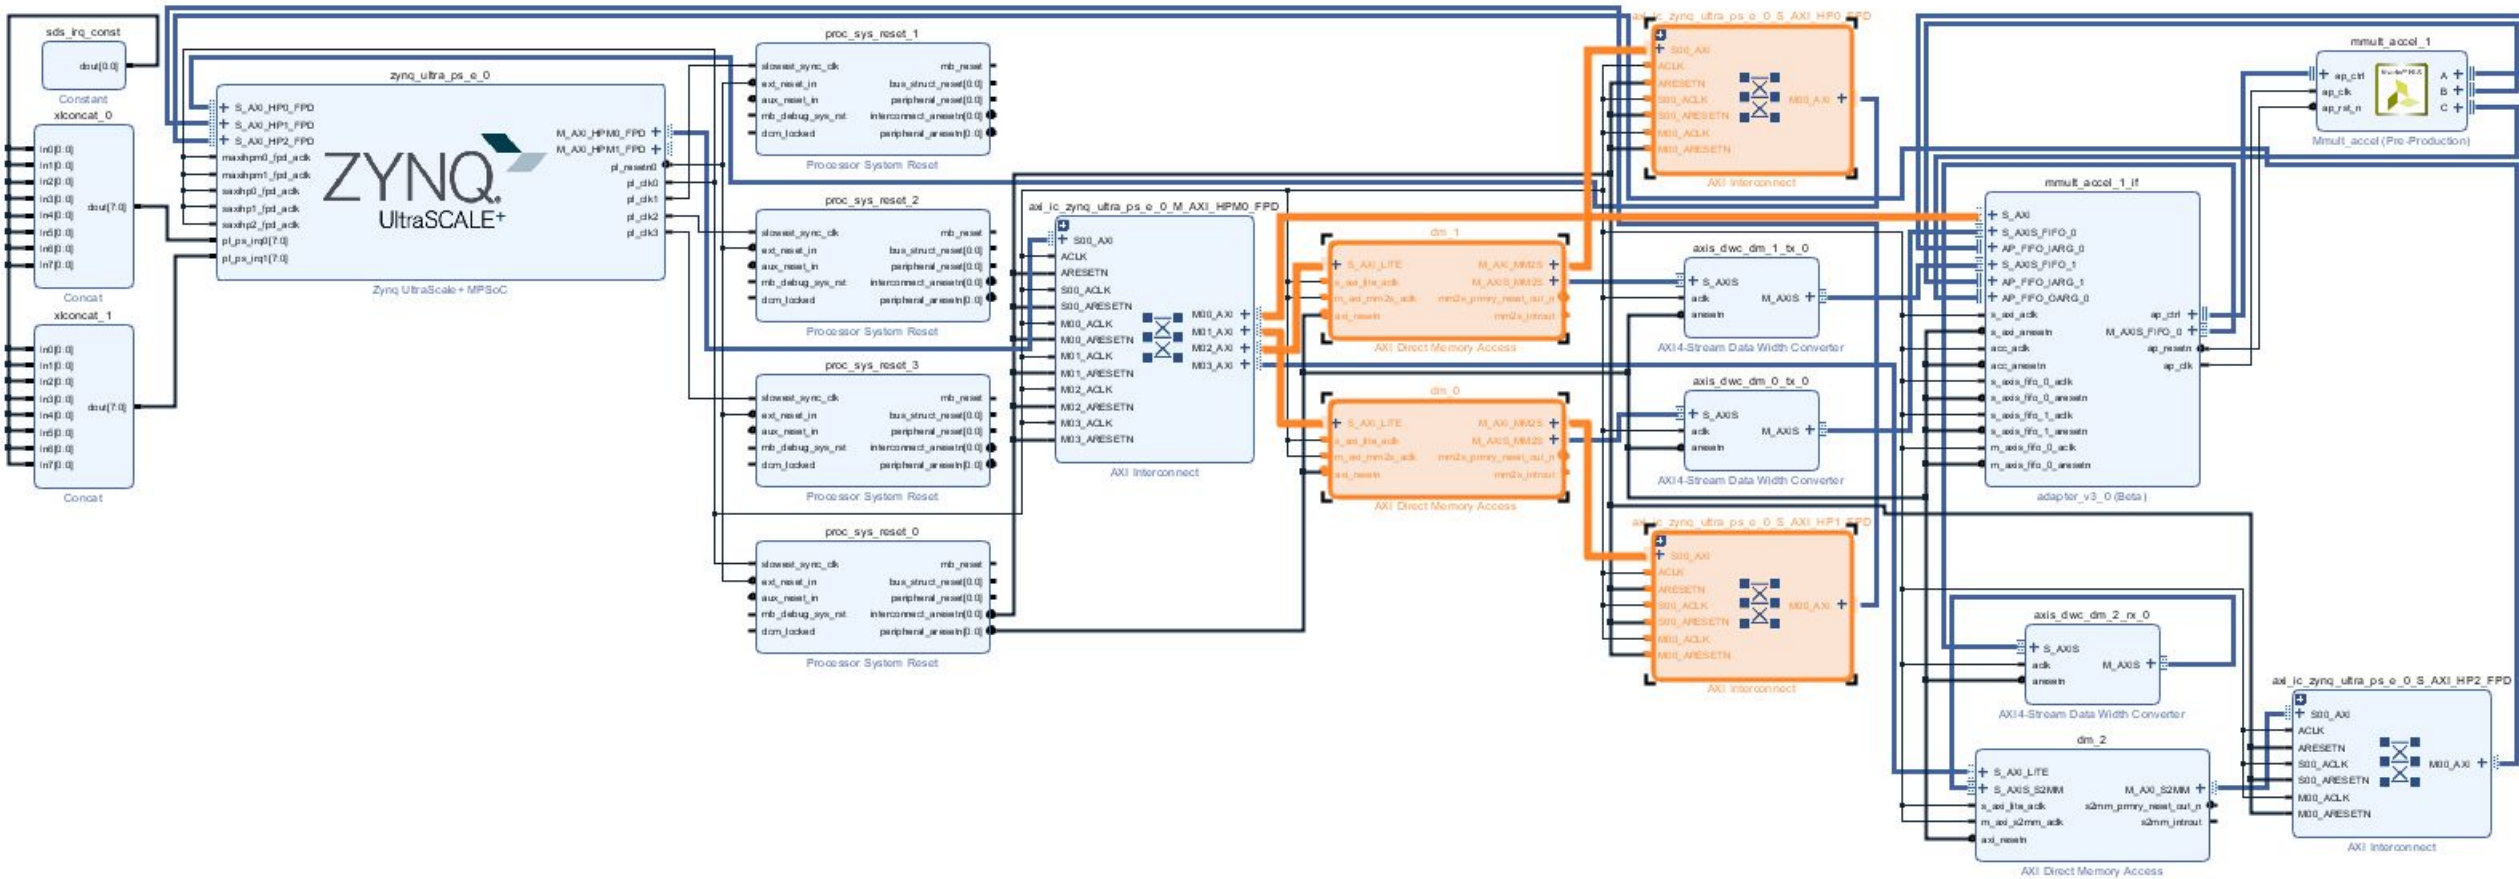 sds_irq_const
dout[0:0]
Constant
xlconcat_0
In0[0:0]
In1[0:0]
In2[0:0]
In3[0:0]
In4[0:0]
In5[0:0]
In6[0:0]
In7[0:0]
dout[7:0]
Concat
xlconcat_1
In0[0:0]
In1[0:0]
In2[0:0]
In3[0:0]
In4[0:0]
In5[0:0]
In6[0:0]
In7[0:0]
dout[7:0]
Concat
zynq_ultra_ps_e_0
S_AXI_HP0_FPD
S_AXI_HP1_FPD
S_AXI_HP2_FPD
maxihpm0_fpd_aclk
maxihpm1_fpd_aclk
saxihp0_fpd_aclk
saxihp1_fpd_aclk
saxihp2_fpd_aclk
pl_ps_irq0[7:0]
pl_ps_irq1[7:0]
ZYNQ
UltraSCALE+
M_AXI_HPM0_FPD
M_AXI_HPM1_FPD
pl_resetn0
pl_clk0
pl_clk1
pl_clk2
pl_clk3
Zynq UltraScale+ MPSoC
proc_sys_reset_1
slowest_sync_clk
ext_reset_in
aux_reset_in
mb_debug_sys_rst
dcm_locked
mb_reset
bus_struct_reset[0:0]
peripheral_reset[0:0]
interconnect_aresetn[0:0]
peripheral_aresetn[0:0]
Processor System Reset
proc_sys_reset_2
slowest_sync_clk
ext_reset_in
aux_reset_in
mb_debug_sys_rst
dcm_locked
mb_reset
bus_struct_reset[0:0]
peripheral_reset[0:0]
interconnect_aresetn[0:0]
peripheral_aresetn[0:0]
Processor System Reset
proc_sys_reset_3
slowest_sync_clk
ext_reset_in
aux_reset_in
mb_debug_sys_rst
dcm_locked
mb_reset
bus_struct_reset[0:0]
peripheral_reset[0:0]
interconnect_aresetn[0:0]
peripheral_aresetn[0:0]
Processor System Reset
proc_sys_reset_0
slowest_sync_clk
ext_reset_in
aux_reset_in
mb_debug_sys_rst
dcm_locked
mb_reset
bus_struct_reset[0:0]
peripheral_reset[0:0]
interconnect_aresetn[0:0]
peripheral_aresetn[0:0]
Processor System Reset
axi_ic_zynq_ultra_ps_e_0_M_AXI_HPM0_FPD
S00_AXI
ACLK
ARESETN
S00_ACLK
S00_ARESETN
M00_ACLK
M00_ARESETN
M01_ACLK
M01_ARESETN
M02_ACLK
M02_ARESETN
M03_ACLK
M03_ARESETN
M00_AXI
M01_AXI
M02_AXI
M03_AXI
AXI Interconnect
dm_1
S_AXI_LITE
s_axi_lite_aclk
m_axi_mm2s_aclk
axi_resetn
M_AXI_MM2S
M_AXIS_MM2S
mm2s_prmry_reset_out_n
mm2s_introut
AXI Direct Memory Access
dm_0
S_AXI_LITE
s_axi_lite_aclk
m_axi_mm2s_aclk
axi_resetn
M_AXI_MM2S
M_AXIS_MM2S
mm2s_prmry_reset_out_n
mm2s_introut
AXI Direct Memory Access
axi_ic_zynq_ultra_ps_e_0_S_AXI_HP0_FPD
S00_AXI
ACLK
ARESETN
S00_ACLK
S00_ARESETN
M00_ACLK
M00_ARESETN
M00_AXI
AXI Interconnect
axis_dwc_dm_1_tx_0
S_AXIS
aclk
aresetn
M_AXIS
AXI4-Stream Data Width Converter
axis_dwc_dm_0_tx_0
S_AXIS
aclk
aresetn
M_AXIS
AXI4-Stream Data Width Converter
axi_ic_zynq_ultra_ps_e_0_S_AXI_HP1_FPD
S00_AXI
ACLK
ARESETN
S00_ACLK
S00_ARESETN
M00_ACLK
M00_ARESETN
M00_AXI
AXI Interconnect
mmult_accel_1
ap_ctrl
ap_clk
ap_rst_n
A
B
C
Mmult_accel (Pre-Production)
mmult_accel_1_if
S_AXI
S_AXIS_FIFO_0
AP_FIFO_IARG_0
S_AXIS_FIFO_1
AP_FIFO_IARG_1
AP_FIFO_OARG_0
s_axi_aclk
s_axi_aresetn
acc_aclk
acc_aresetn
s_axis_fifo_0_aclk
s_axis_fifo_0_aresetn
s_axis_fifo_1_aclk
s_axis_fifo_1_aresetn
m_axis_fifo_0_aclk
m_axis_fifo_0_aresetn
ap_ctrl
M_AXIS_FIFO_0
ap_resetn
ap_clk
adapter_v3_0 (Beta)
axis_dwc_dm_2_rx_0
S_AXIS
aclk
aresetn
M_AXIS
AXI4-Stream Data Width Converter
dm_2
S_AXI_LITE
S_AXIS_S2MM
s_axi_lite_aclk
m_axi_s2mm_aclk
axi_resetn
M_AXI_S2MM
s2mm_prmry_reset_out_n
s2mm_introut
AXI Direct Memory Access
axi_ic_zynq_ultra_ps_e_0_S_AXI_HP2_FPD
S00_AXI
ACLK
ARESETN
S00_ACLK
S00_ARESETN
M00_ACLK
M00_ARESETN
M00_AXI
AXI Interconnect